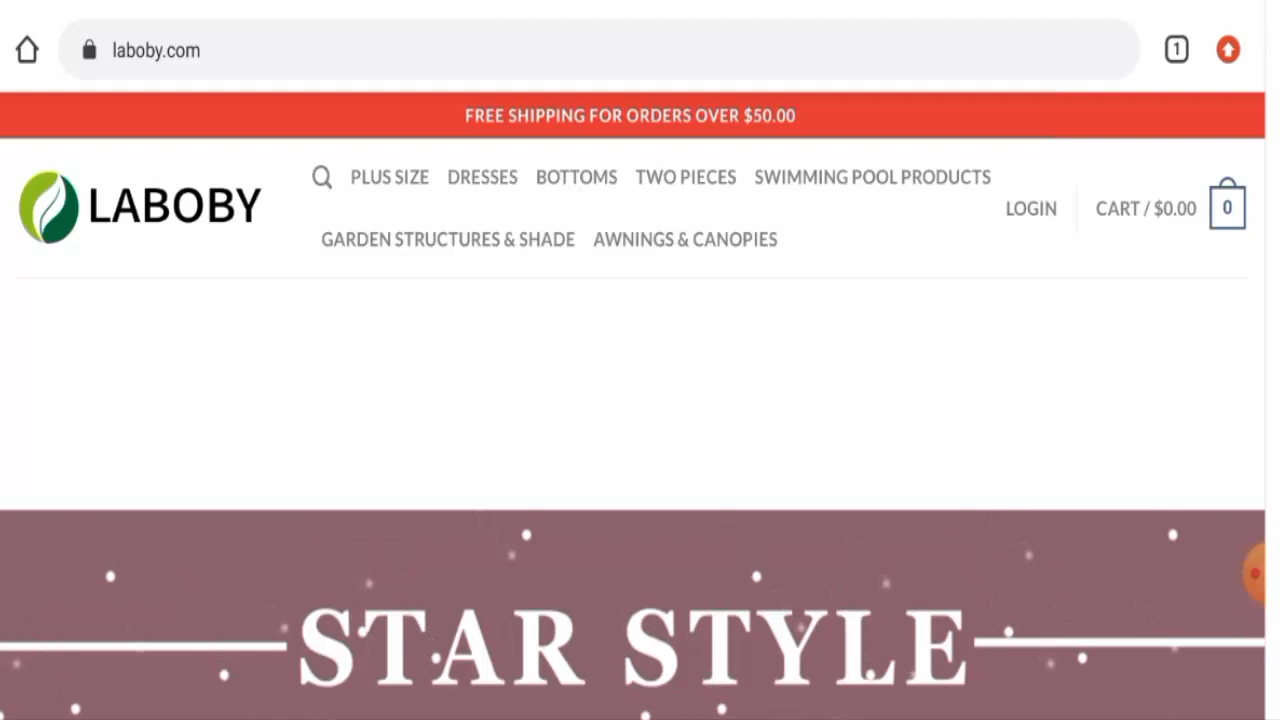 laboby.com
1
FREE SHIPPING FOR ORDERS OVER $50.00
LABOBY
PLUS SIZE DRESSES BOTTOMS TWO PIECES SWIMMING POOL PRODUCTS
GARDEN STRUCTURES & SHADE AWNINGS & CANOPIES
LOGIN CART / $0.00 0
STAR STYLE